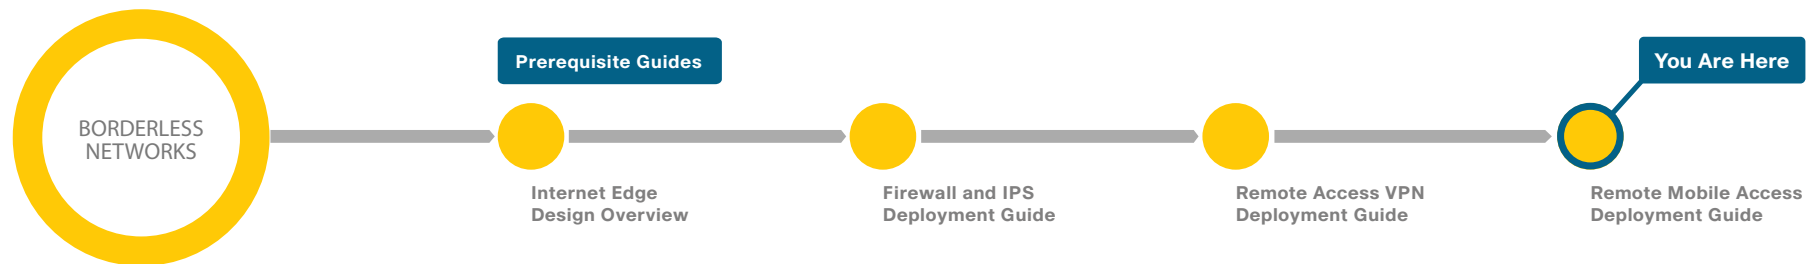 Prerequisite Guides
You Are Here
BORDERLESS
NETWORKS
Internet Edge
Design Overview
Firewall and IPS
Deployment Guide
Remote Access VPN
Deployment Guide
Remote Mobile Access
Deployment Guide